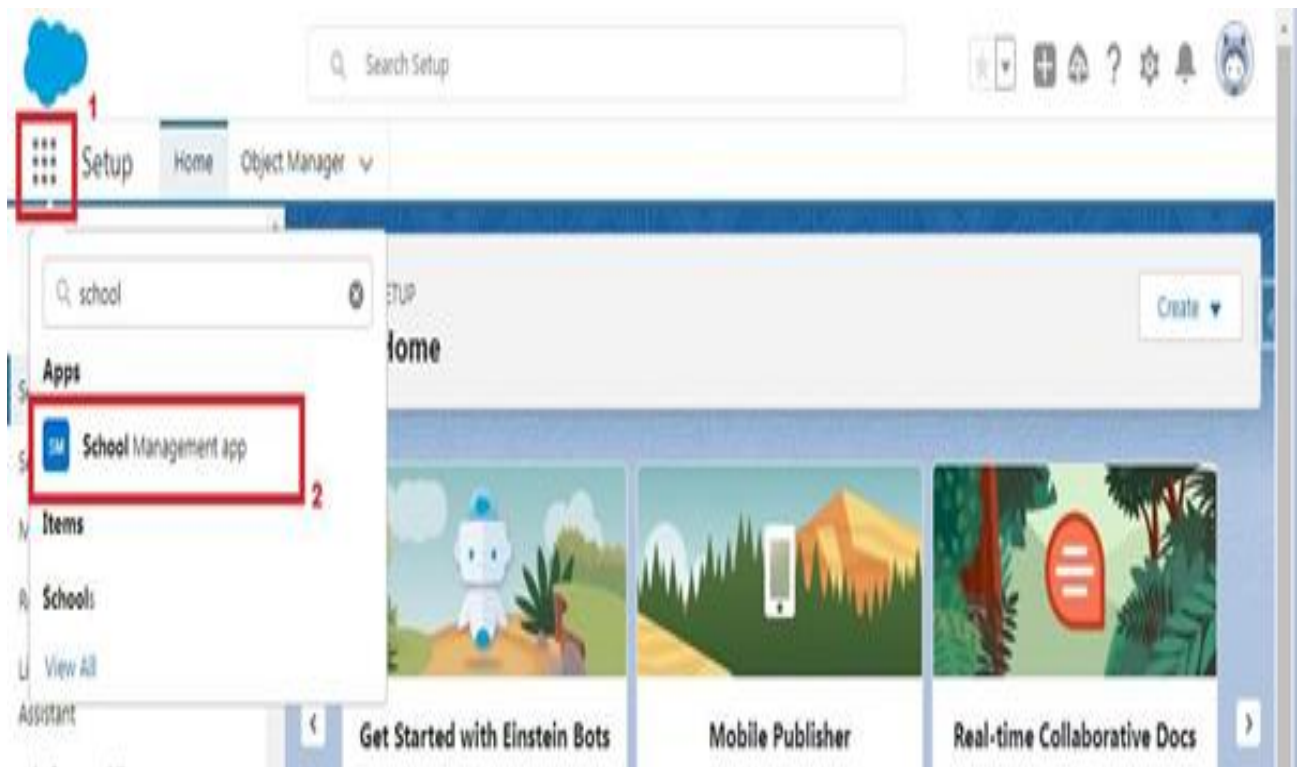 Search Setup
1
Setup Home Object Manager
school
SETUP
Home
Create
Apps
SM School Management app
2
Items
Schools
View All
Assistant
Get Started with Einstein Bots
Mobile Publisher
Real-time Collaborative Docs